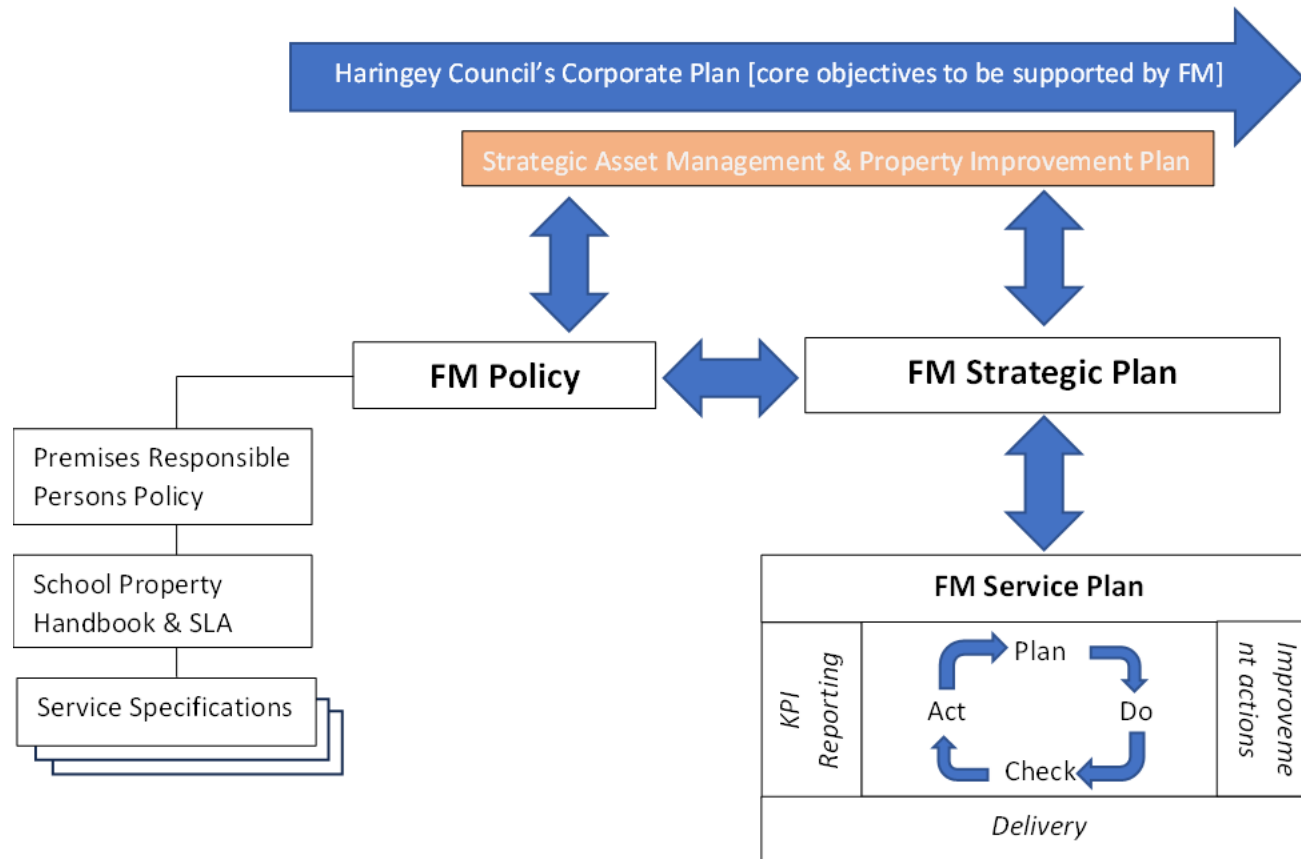 Haringey Council’s Corporate Plan [core objectives to be supported by FM]
Strategic Asset Management & Property Improvement Plan
FM Policy
FM Strategic Plan
Premises Responsible
Persons Policy
School Property
Handbook & SLA
Service Specifications
FM Service Plan
KPI
Reporting
Plan
Do
Check
Act
Improveme
nt actions
Delivery